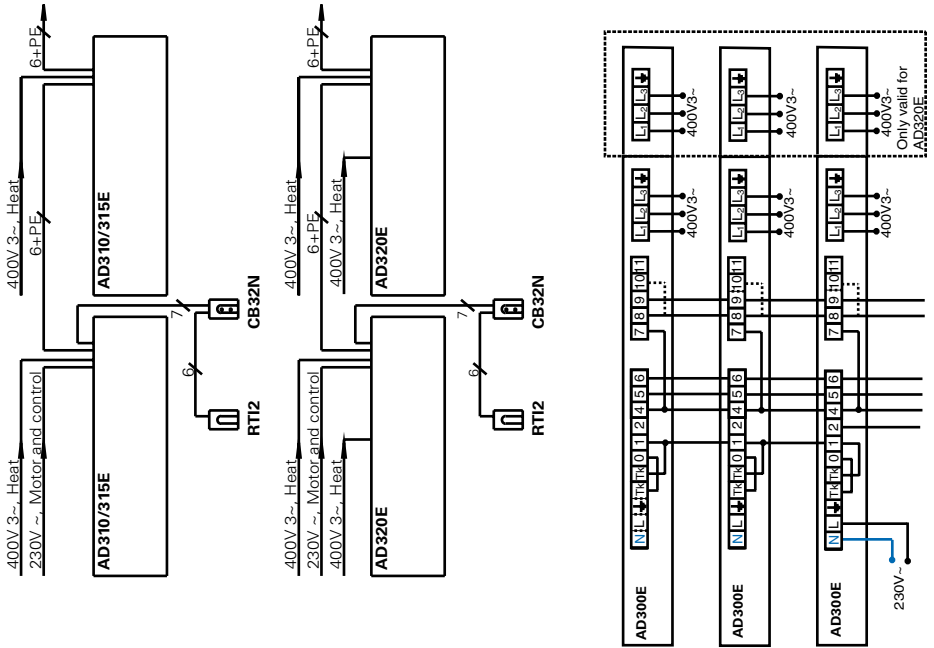 6+PE
400V 3~, Heat
6+PE
AD310/315E
400V 3~, Heat
230V ~, Motor and control
AD310/315E
7
CB32N
6
RTI2
6+PE
400V 3~, Heat
6+PE
400V 3~, Heat
AD320E
400V 3~, Heat
230V ~, Motor and control
400V 3~, Heat
AD320E
7
CB32N
6
RTI2
AD300E
N L Tk Tk 0 1 2 4 5 6
7 8 9 10 11
L1 L2 L3
400V3~
L1 L2 L3
400V3~
AD300E
N L Tk Tk 0 1 2 4 5 6
7 8 9 10 11
L1 L2 L3
400V3~
L1 L2 L3
400V3~
AD300E
N L Tk Tk 0 1 2 4 5 6
7 8 9 10 11
L1 L2 L3
400V3~
L1 L2 L3
400V3~
Only valid for
AD320E
230V~